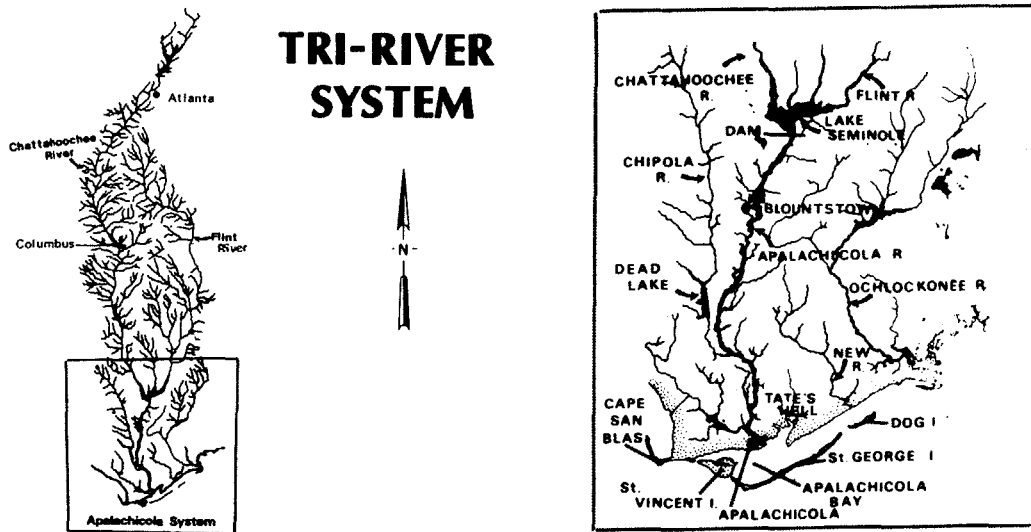 TRI-RIVER
SYSTEM
Atlanta
Chattahoochee
River
Columbus
Flint
River
N
Apalachicola System
CHATTAHOOCHEE
R.
FLINT R
LAKE
SEMINOLE
DAM
CHIPOLA
R.
BLOUNTSTOW
APALACHICOLA R
DEAD
LAKE
OCHLOCKONEE R
NEW
R.
TATE'S
HELL
CAPE
SAN
BLAS
DOG I
St. GEORGE I
St.
VINCENT I.
APALACHICOLA
BAY
APALACHICOLA